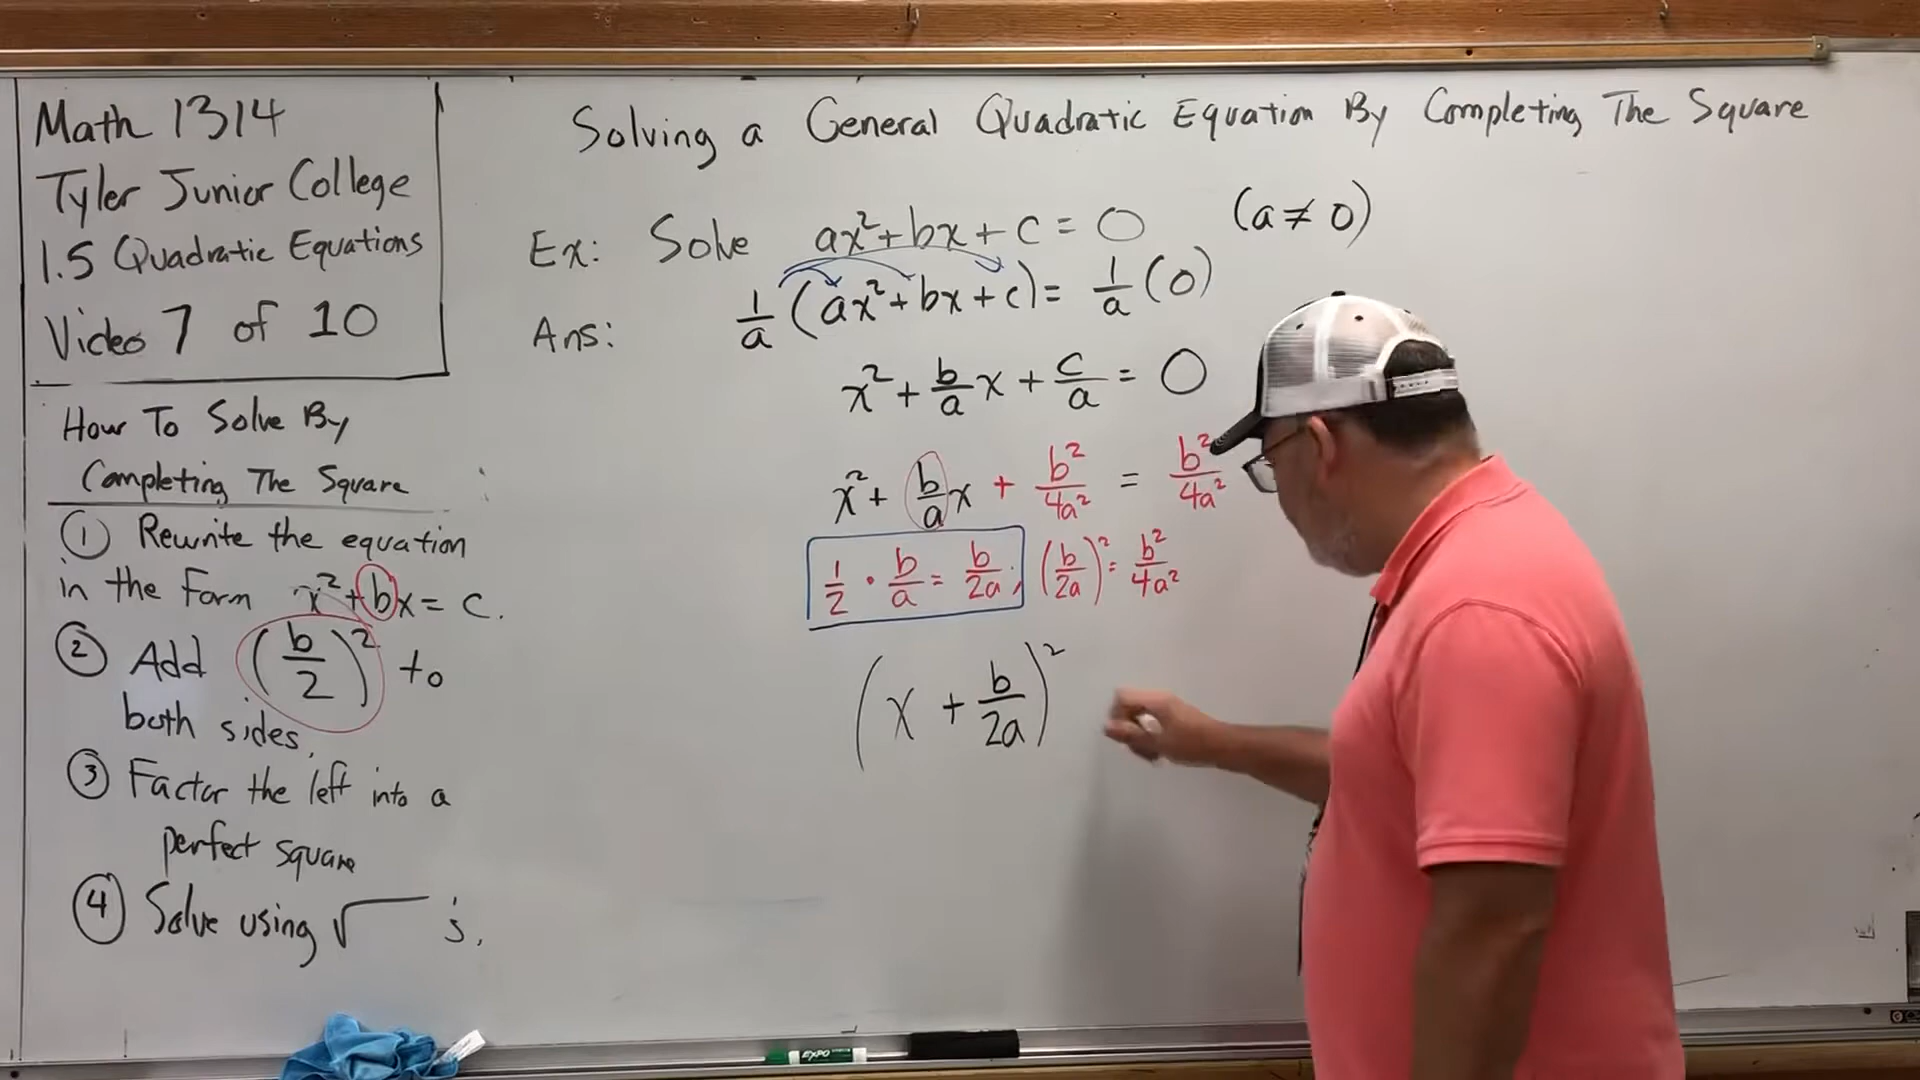 Math 1314
Tyler Junior College
1.5 Quadratic Equations
Video 7 of 10
How To Solve By
Completing The Square
① Rewrite the equation
in the form x²+bx= c.
② Add (b/2)² to
both sides.
③ Factor the left into a
perfect square
④ Solve using √ 's.
Solving a General Quadratic Equation By Completing The Square
Ex: Solve ax²+bx+c=0 (a≠0)
Ans: 1/a (ax²+bx+c)= 1/a (0)
x²+ b/a x + c/a = 0
x²+ b/a x + b²/4a² = b²/4a²
1/2 · b/a = b/2a; (b/2a)² = b²/4a²
(x + b/2a)²
EXPO